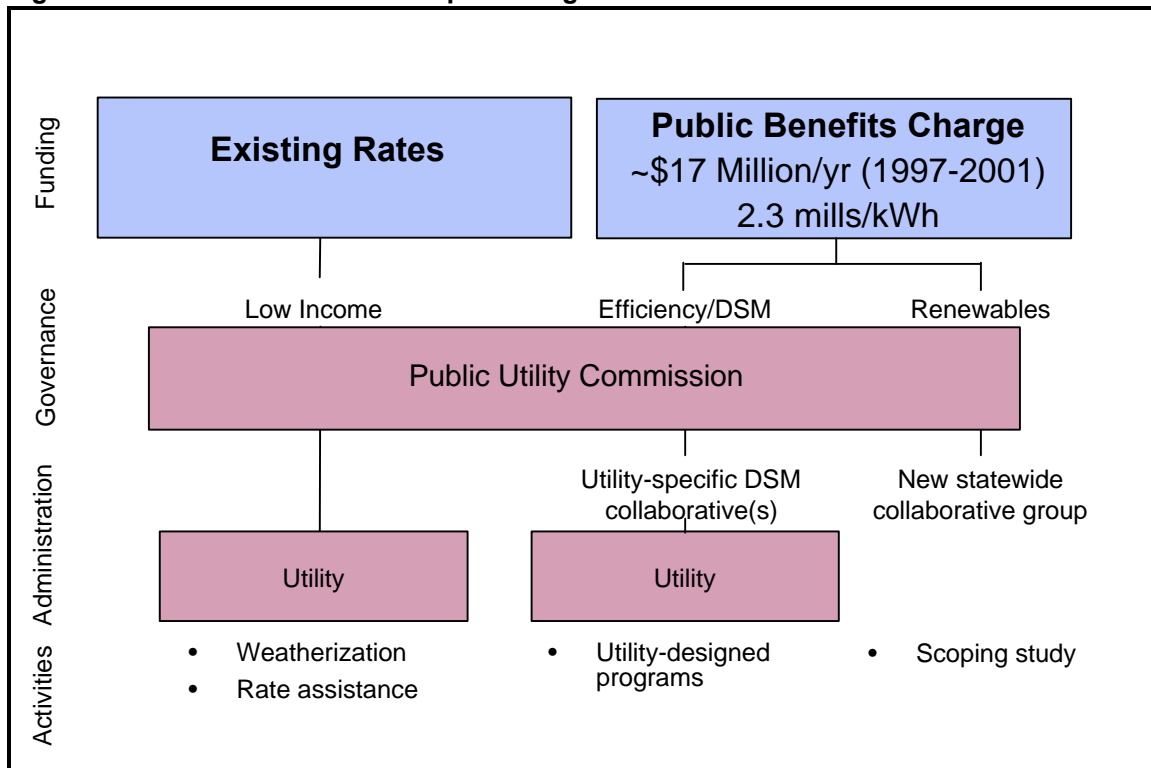 Funding
Existing Rates
Public Benefits Charge
~$17 Million/yr (1997-2001)
2.3 mills/kWh
Governance
Low Income
Efficiency/DSM
Renewables
Public Utility Commission
Administration
Utility-specific DSM
collaborative(s)
New statewide
collaborative group
Utility
Utility
Activities
• Weatherization
• Rate assistance
• Utility-designed
programs
• Scoping study